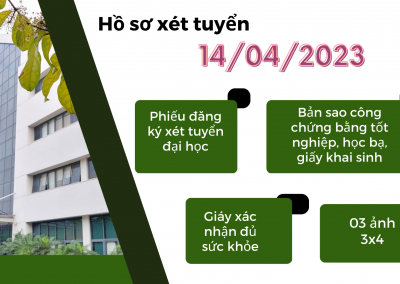 Hồ sơ xét tuyển
14/04/2023
Phiếu đăng
ký xét tuyển
đại học
Bản sao công
chứng bằng tốt
nghiệp, học bạ,
giấy khai sinh
Giáy xác
nhận đủ
sức khỏe
03 ảnh
3x4